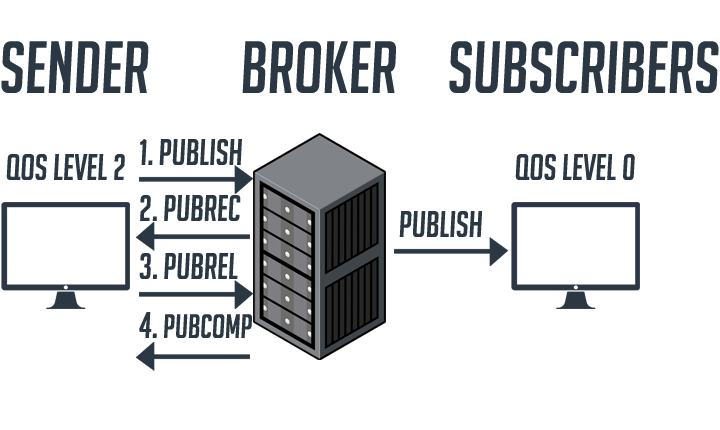 SENDER BROKER SUBSCRIBERS
QOS LEVEL 2
1. PUBLISH
2. PUBREC
3. PUBREL
4. PUBCOMP
PUBLISH
QOS LEVEL 0